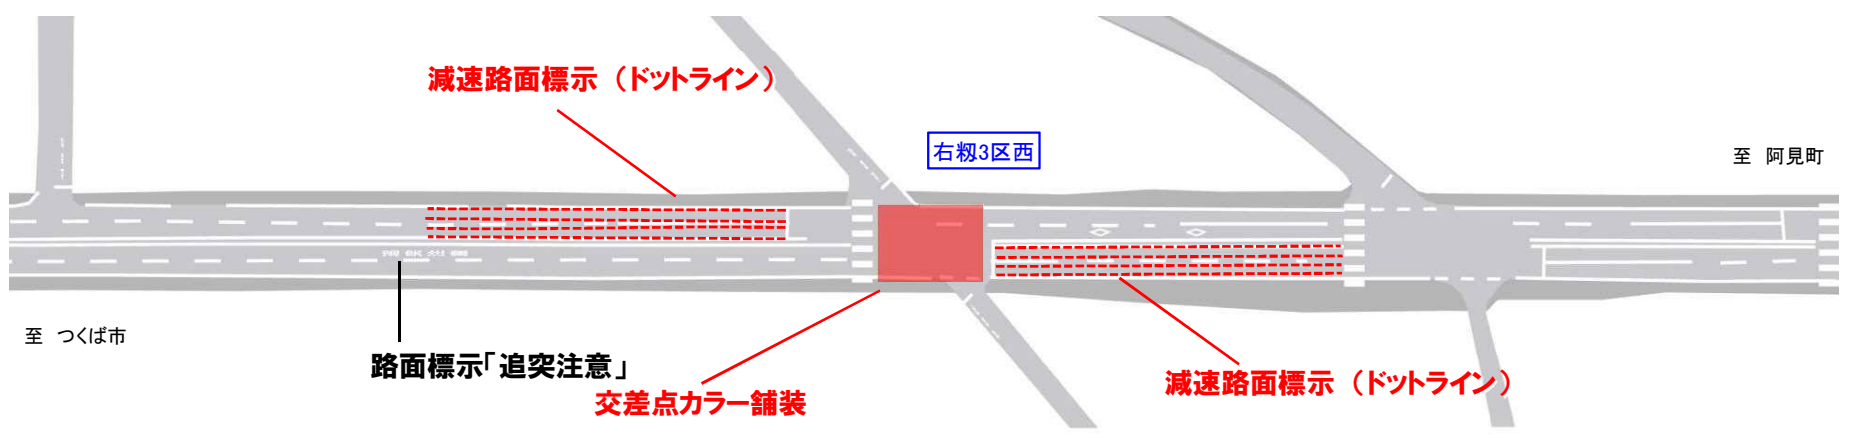 減速路面標示（ドットライン）
右籾3区西
至　阿見町
至　つくば市
路面標示「追突注意」
交差点カラー舗装
減速路面標示（ドットライン）